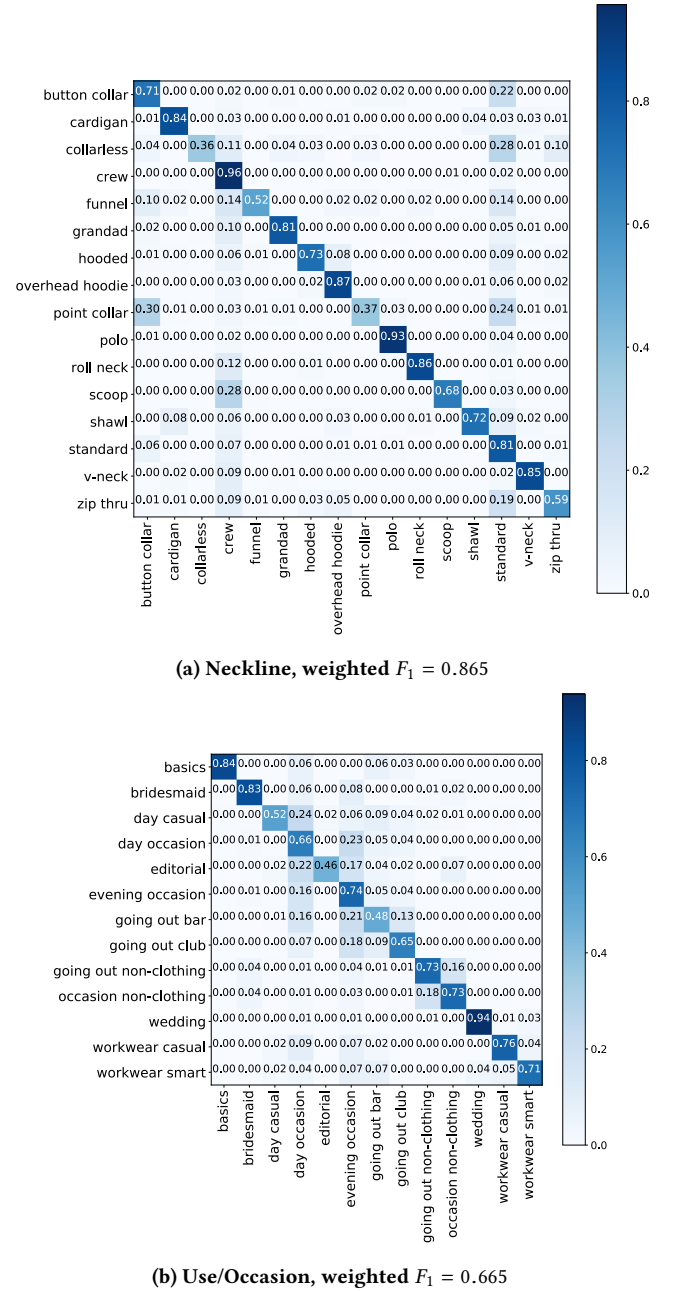 button collar 0.71 0.00 0.00 0.02 0.00 0.01 0.00 0.00 0.02 0.02 0.00 0.00 0.00 0.22 0.00 0.00
cardigan 0.01 0.84 0.00 0.03 0.00 0.00 0.00 0.01 0.00 0.00 0.00 0.00 0.04 0.03 0.03 0.01
collarless 0.04 0.00 0.36 0.11 0.00 0.04 0.03 0.00 0.03 0.00 0.00 0.00 0.00 0.28 0.01 0.10
crew 0.00 0.00 0.00 0.96 0.00 0.00 0.00 0.00 0.00 0.00 0.00 0.01 0.00 0.02 0.00 0.00
funnel 0.10 0.02 0.00 0.14 0.52 0.00 0.00 0.02 0.02 0.00 0.02 0.00 0.00 0.14 0.00 0.00
grandad 0.02 0.00 0.00 0.10 0.00 0.81 0.00 0.00 0.00 0.00 0.00 0.00 0.00 0.05 0.01 0.00
hooded 0.01 0.00 0.00 0.06 0.01 0.00 0.73 0.08 0.00 0.00 0.00 0.00 0.00 0.09 0.00 0.02
overhead hoodie 0.00 0.00 0.00 0.03 0.00 0.00 0.02 0.87 0.00 0.00 0.00 0.00 0.01 0.06 0.00 0.02
point collar 0.30 0.01 0.00 0.03 0.01 0.01 0.00 0.00 0.37 0.03 0.00 0.00 0.00 0.24 0.01 0.01
polo 0.01 0.00 0.00 0.02 0.00 0.00 0.00 0.00 0.00 0.93 0.00 0.00 0.00 0.04 0.00 0.00
roll neck 0.00 0.00 0.00 0.12 0.00 0.00 0.01 0.00 0.00 0.00 0.86 0.00 0.00 0.01 0.00 0.00
scoop 0.00 0.00 0.00 0.28 0.00 0.00 0.00 0.00 0.00 0.00 0.00 0.68 0.00 0.03 0.00 0.00
shawl 0.00 0.08 0.00 0.06 0.00 0.00 0.00 0.03 0.00 0.00 0.01 0.00 0.72 0.09 0.02 0.00
standard 0.06 0.00 0.00 0.07 0.00 0.00 0.00 0.01 0.01 0.01 0.00 0.00 0.00 0.81 0.00 0.01
v-neck 0.00 0.02 0.00 0.09 0.00 0.01 0.00 0.00 0.00 0.00 0.00 0.00 0.00 0.02 0.85 0.00
zip thru 0.01 0.01 0.00 0.09 0.01 0.00 0.03 0.05 0.00 0.00 0.00 0.00 0.00 0.19 0.00 0.59
button collar cardigan collarless crew funnel grandad hooded overhead hoodie point collar polo roll neck scoop shawl standard v-neck zip thru
0.8
0.6
0.4
0.2
0.0
(a) Neckline, weighted F₁ = 0.865
basics 0.84 0.00 0.00 0.06 0.00 0.00 0.06 0.03 0.00 0.00 0.00 0.00 0.00
bridesmaid 0.00 0.83 0.00 0.06 0.00 0.08 0.00 0.00 0.01 0.02 0.00 0.00 0.00
day casual 0.00 0.00 0.52 0.24 0.02 0.06 0.09 0.04 0.00 0.00 0.00 0.01 0.00
day occasion 0.00 0.01 0.00 0.66 0.00 0.23 0.05 0.04 0.00 0.00 0.00 0.00 0.00
editorial 0.00 0.00 0.02 0.22 0.46 0.17 0.04 0.02 0.00 0.07 0.00 0.00 0.00
evening occasion 0.00 0.01 0.00 0.16 0.00 0.74 0.05 0.04 0.00 0.00 0.00 0.00 0.00
going out bar 0.00 0.00 0.01 0.16 0.00 0.21 0.48 0.13 0.00 0.00 0.00 0.00 0.00
going out club 0.00 0.00 0.00 0.07 0.00 0.18 0.09 0.65 0.00 0.00 0.00 0.00 0.00
going out non-clothing 0.00 0.04 0.00 0.01 0.00 0.04 0.01 0.01 0.73 0.16 0.00 0.00 0.00
occasion non-clothing 0.00 0.04 0.00 0.01 0.00 0.03 0.00 0.01 0.18 0.73 0.00 0.00 0.00
wedding 0.00 0.00 0.00 0.01 0.00 0.01 0.00 0.00 0.01 0.00 0.94 0.01 0.03
workwear casual 0.00 0.00 0.02 0.09 0.00 0.07 0.02 0.00 0.00 0.00 0.00 0.76 0.04
workwear smart 0.00 0.00 0.02 0.04 0.00 0.07 0.07 0.00 0.00 0.00 0.04 0.05 0.71
basics bridesmaid day casual day occasion editorial evening occasion going out bar going out club going out non-clothing occasion non-clothing wedding workwear casual workwear smart
0.8
0.6
0.4
0.2
0.0
(b) Use/Occasion, weighted F₁ = 0.665